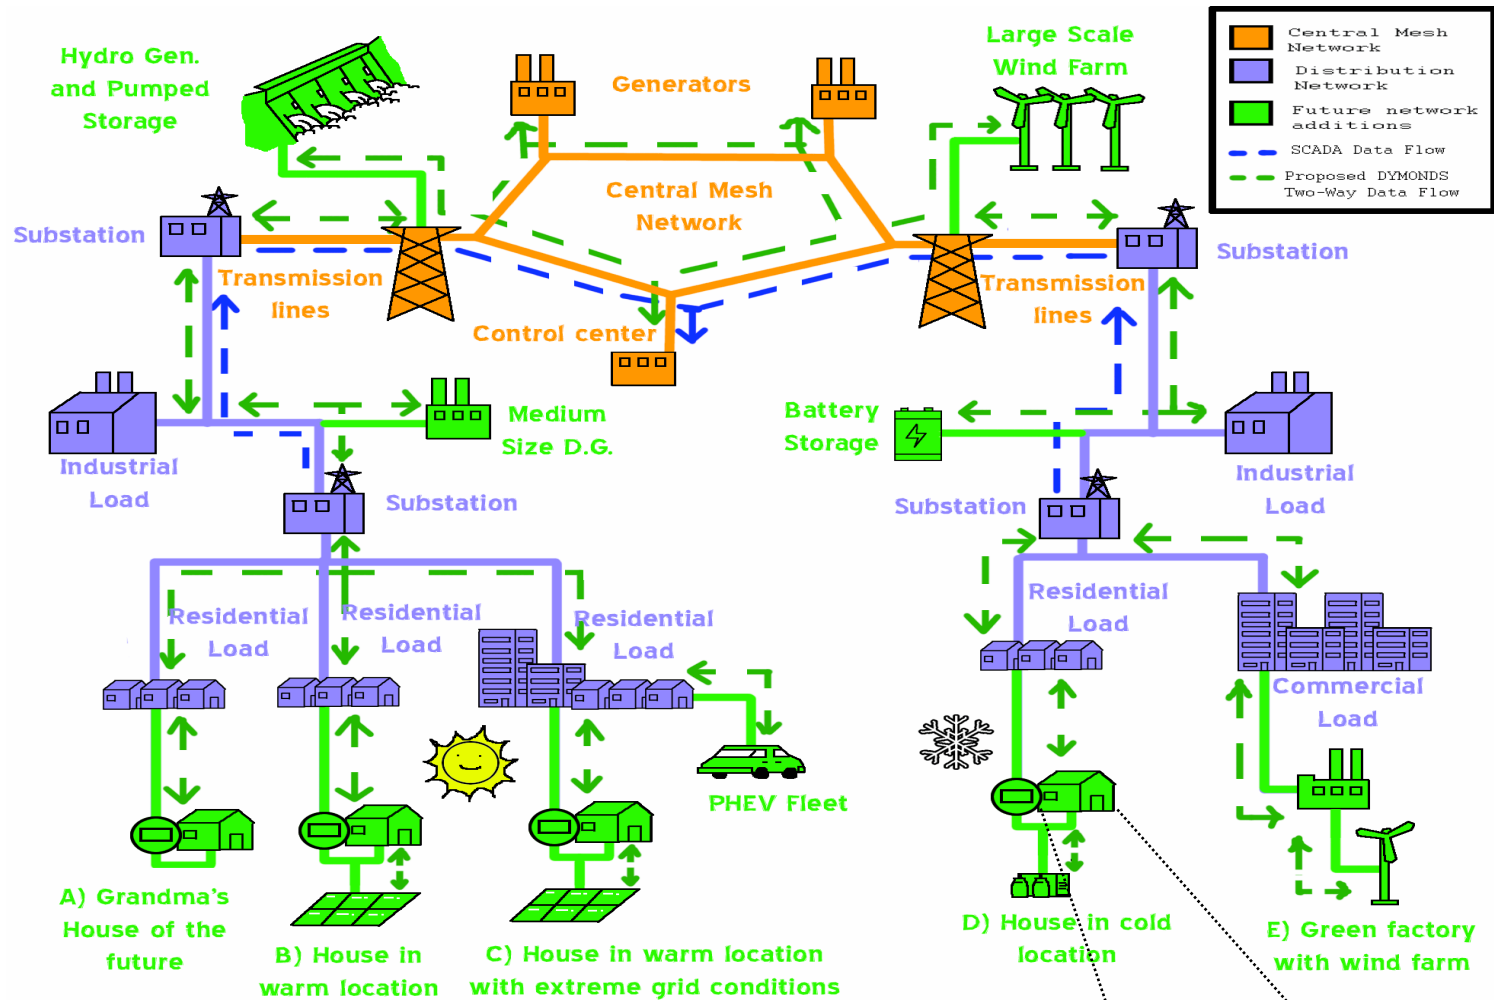 Hydro Gen.
and Pumped
Storage
Generators
Large Scale
Wind Farm
Central Mesh
Network
Distribution
Network
Future network
additions
SCADA Data Flow
Proposed DYMONDS
Two-Way Data Flow
Central Mesh
Network
Substation
Transmission
lines
Control center
Transmission
lines
Substation
Medium
Size D.G.
Battery
Storage
Industrial
Load
Substation
Substation
Industrial
Load
Residential
Load
Residential
Load
Residential
Load
Residential
Load
Commercial
Load
PHEV Fleet
A) Grandma's
House of the
future
B) House in
warm location
C) House in warm location
with extreme grid conditions
D) House in cold
location
E) Green factory
with wind farm